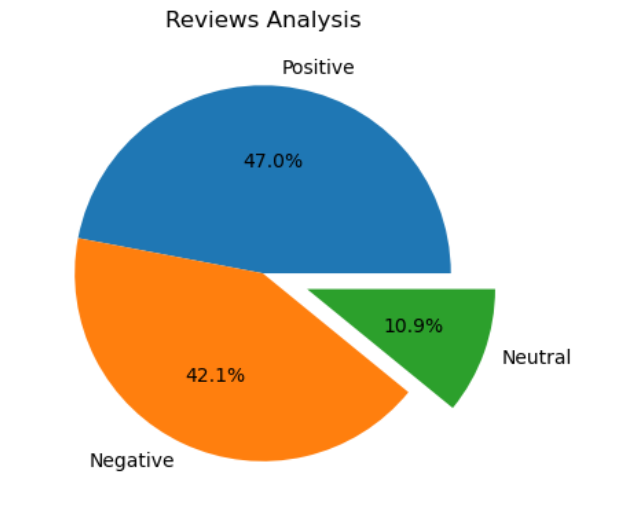 Reviews Analysis
Positive
47.0%
10.9%
Neutral
42.1%
Negative